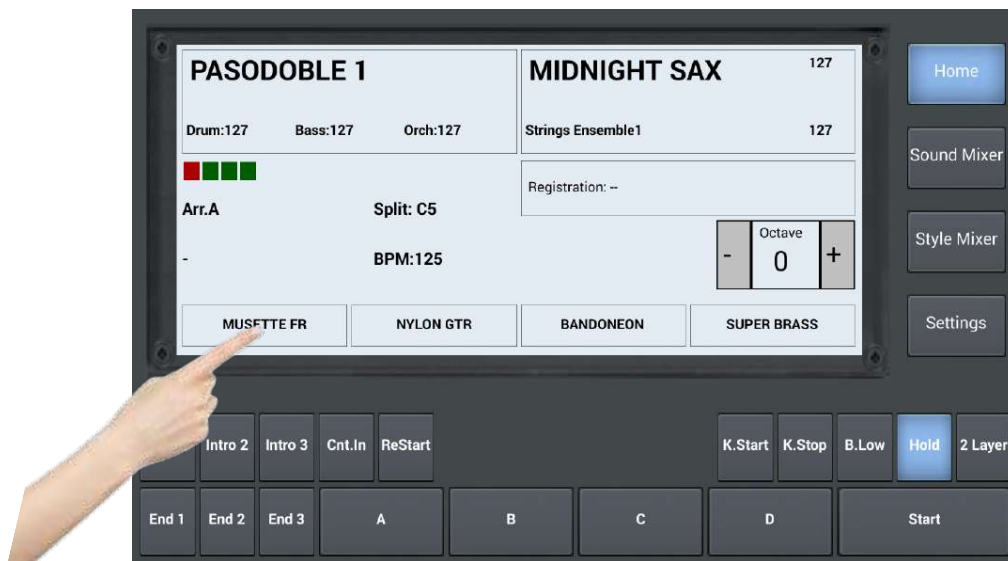 PASODOBLE 1
Drum:127 Bass:127 Orch:127
MIDNIGHT SAX 127
Strings Ensemble1 127
Home
Sound Mixer
Style Mixer
Settings
Registration: --
Arr.A Split: C5
- BPM:125
Octave
- 0 +
MUSETTE FR NYLON GTR BANDONEON SUPER BRASS
Intro 2 Intro 3 Cnt.In ReStart K.Start K.Stop B.Low Hold 2 Layer
End 1 End 2 End 3 A B C D Start